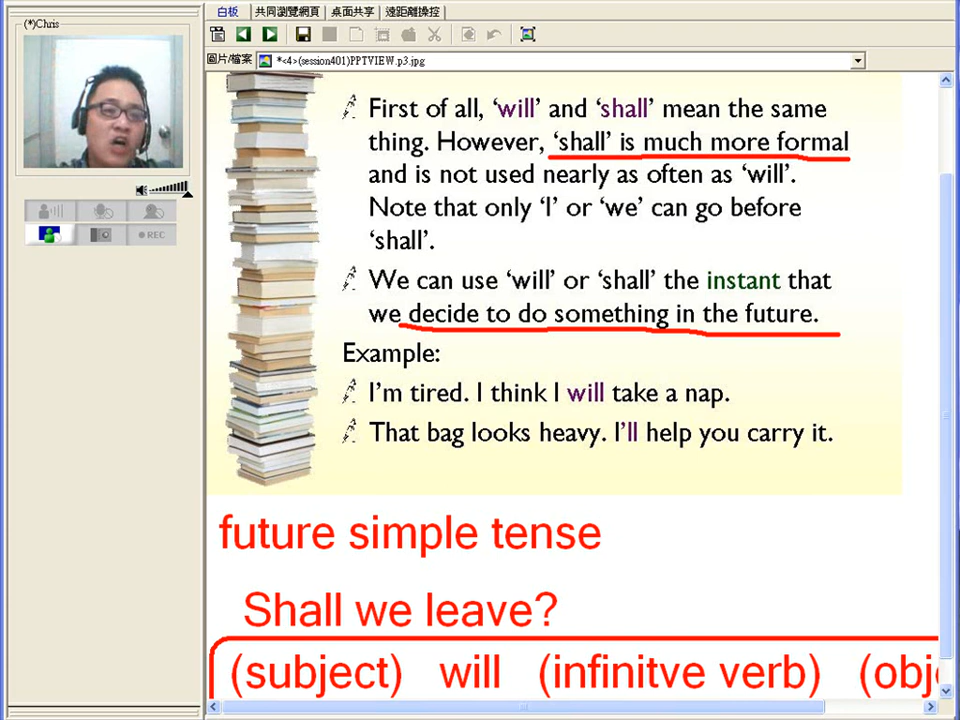 (*)Chris
白板 共同瀏覽網頁 桌面共享 遠距離操控
圖片/檔案 *<4>(session401)PPTVIEW.p3.jpg
REC
First of all, ‘will’ and ‘shall’ mean the same
thing. However, ‘shall’ is much more formal
and is not used nearly as often as ‘will’.
Note that only ‘I’ or ‘we’ can go before
‘shall’.
We can use ‘will’ or ‘shall’ the instant that
we decide to do something in the future.
Example:
I’m tired. I think I will take a nap.
That bag looks heavy. I’ll help you carry it.
future simple tense
Shall we leave?
(subject) will (infinitve verb) (obj